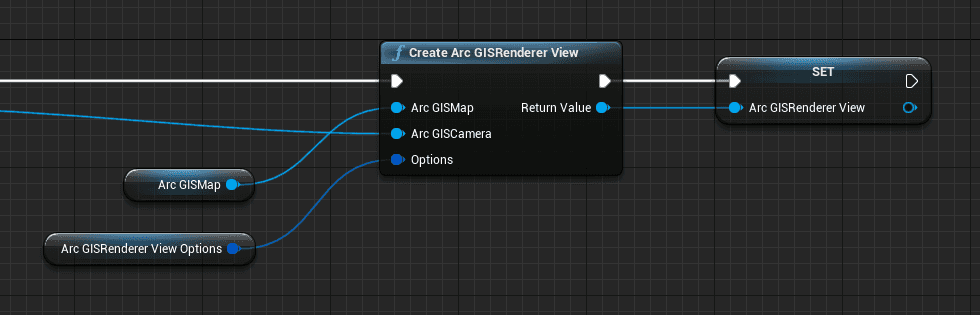 Create Arc GISRenderer View
SET
Arc GISMap
Return Value
Arc GISRenderer View
Arc GISCamera
Options
Arc GISMap
Arc GISRenderer View Options